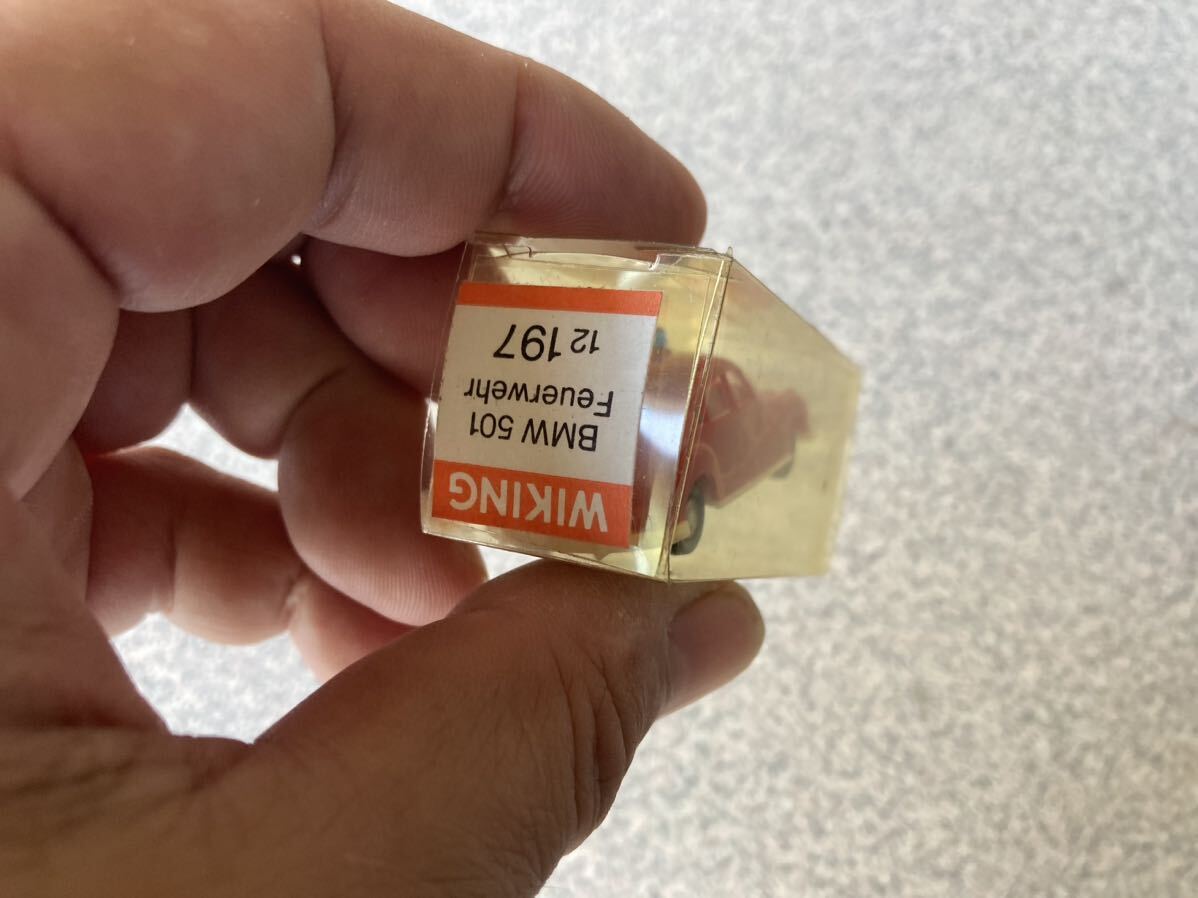 WIKING
BMW 501
Feuerwehr
12 197